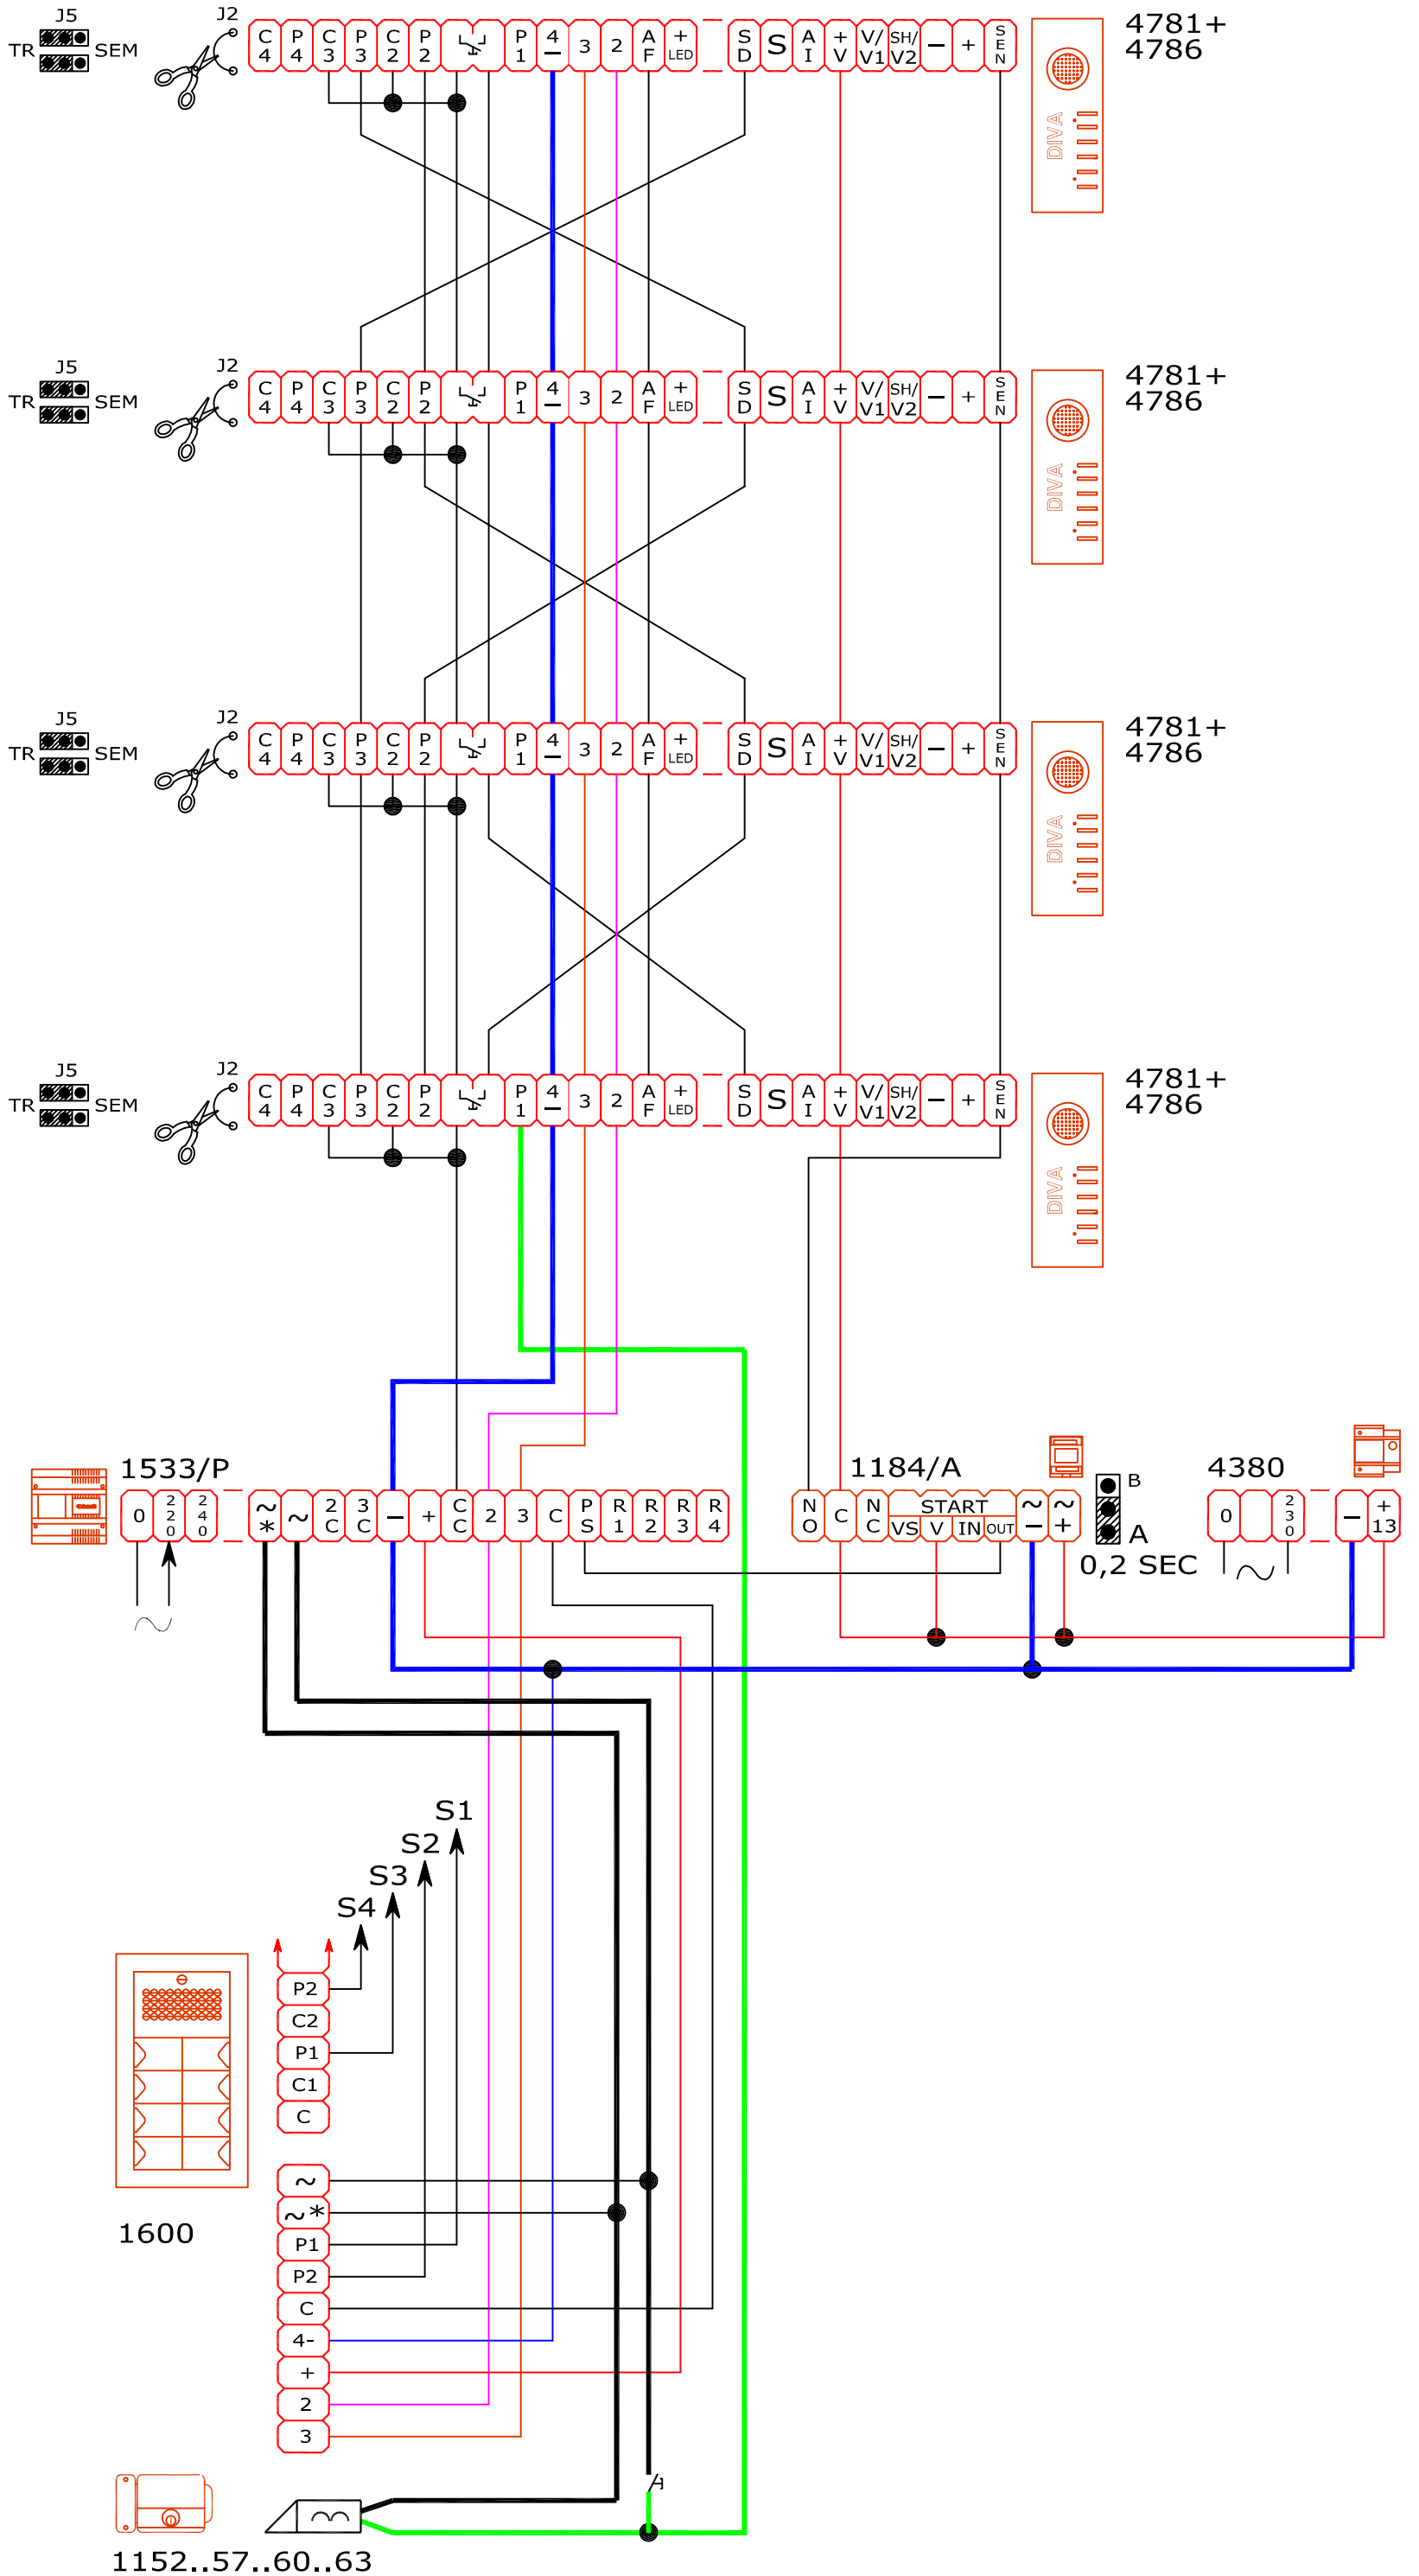 J5
TR SEM
J2
C4 P4 C3 P3 C2 P2 P1 4– 3 2 AF +LED SD S AI +V V/V1 SH/V2 – + SEN
4781+
4786
DIVA
J5
TR SEM
J2
C4 P4 C3 P3 C2 P2 P1 4– 3 2 AF +LED SD S AI +V V/V1 SH/V2 – + SEN
4781+
4786
DIVA
J5
TR SEM
J2
C4 P4 C3 P3 C2 P2 P1 4– 3 2 AF +LED SD S AI +V V/V1 SH/V2 – + SEN
4781+
4786
DIVA
J5
TR SEM
J2
C4 P4 C3 P3 C2 P2 P1 4– 3 2 AF +LED SD S AI +V V/V1 SH/V2 – + SEN
4781+
4786
DIVA
1533/P
0 220 240 ~* ~ 2C 3C – + CC 2 3 C PS R1 R2 R3 R4
~
1184/A
NO C NC START VS V IN OUT ~– ~+
B
A
0,2 SEC
4380
0 230 – +13
~
S1
S2
S3
S4
P2
C2
P1
C1
C
~
~*
P1
P2
C
4-
+
2
3
1600
1152..57..60..63